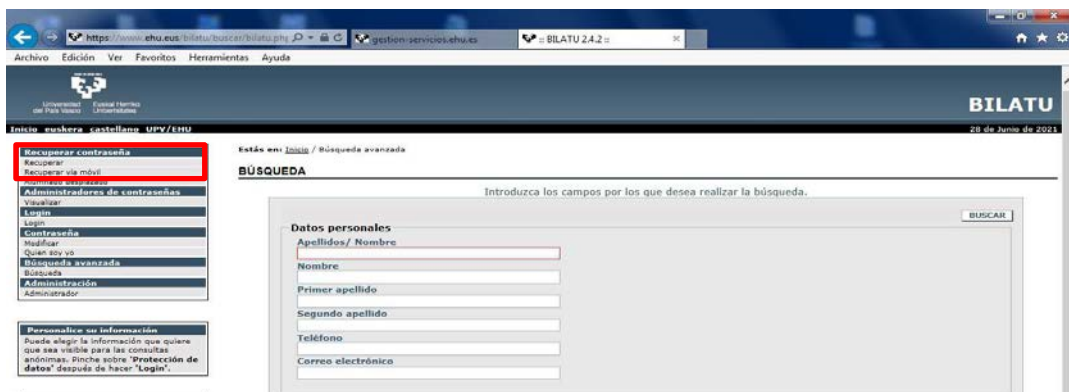 https://www.ehu.eus/bilatu/buscar/bilatu.php
gestion-servicios.ehu.es
:: BILATU 2.4.2 ::
Archivo Edición Ver Favoritos Herramientas Ayuda
Universidad Euskal Herriko
del País Vasco Unibertsitatea
BILATU
Inicio euskera castellano UPV/EHU
28 de Junio de 2021
Recuperar contraseña
Recuperar
Recuperar vía móvil
Alumnado desplazado
Administradores de contraseñas
Visualizar
Login
Login
Contraseña
Modificar
Quien soy yo
Búsqueda avanzada
Búsqueda
Administración
Administrador
Personalice su información
Puede elegir la información que quiere
que sea visible para las consultas
anónimas. Pinche sobre "Protección de
datos" después de hacer "Login".
Estás en: Inicio / Búsqueda avanzada
BÚSQUEDA
Introduzca los campos por los que desea realizar la búsqueda.
BUSCAR
Datos personales
Apellidos/ Nombre
Nombre
Primer apellido
Segundo apellido
Teléfono
Correo electrónico